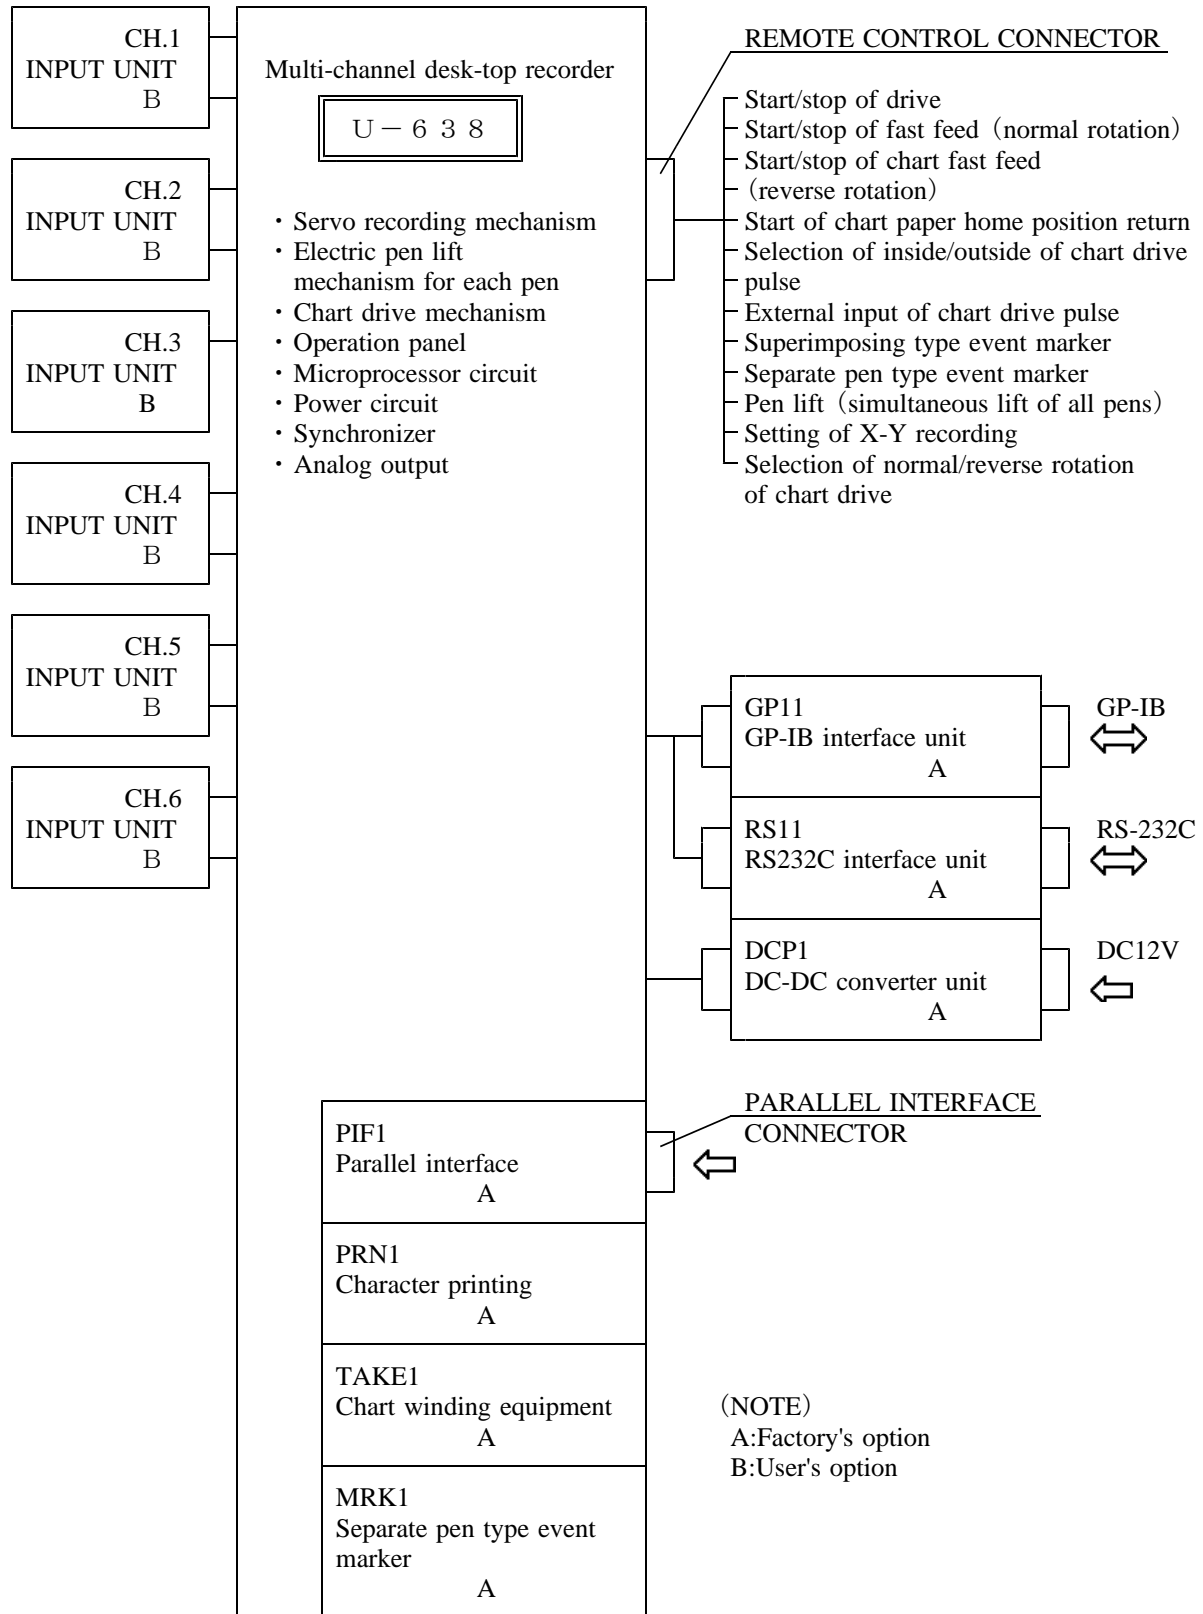 CH.1
INPUT UNIT
B
CH.2
INPUT UNIT
B
CH.3
INPUT UNIT
B
CH.4
INPUT UNIT
B
CH.5
INPUT UNIT
B
CH.6
INPUT UNIT
B
Multi-channel desk-top recorder
U－６３８
・Servo recording mechanism
・Electric pen lift
mechanism for each pen
・Chart drive mechanism
・Operation panel
・Microprocessor circuit
・Power circuit
・Synchronizer
・Analog output
REMOTE CONTROL CONNECTOR
Start/stop of drive
Start/stop of fast feed（normal rotation）
Start/stop of chart fast feed
（reverse rotation）
Start of chart paper home position return
Selection of inside/outside of chart drive
pulse
External input of chart drive pulse
Superimposing type event marker
Separate pen type event marker
Pen lift（simultaneous lift of all pens）
Setting of X-Y recording
Selection of normal/reverse rotation
of chart drive
GP11
GP-IB interface unit
A
GP-IB
RS11
RS232C interface unit
A
RS-232C
DCP1
DC-DC converter unit
A
DC12V
PARALLEL INTERFACE
CONNECTOR
PIF1
Parallel interface
A
PRN1
Character printing
A
TAKE1
Chart winding equipment
A
MRK1
Separate pen type event
marker
A
（NOTE）
A:Factory's option
B:User's option